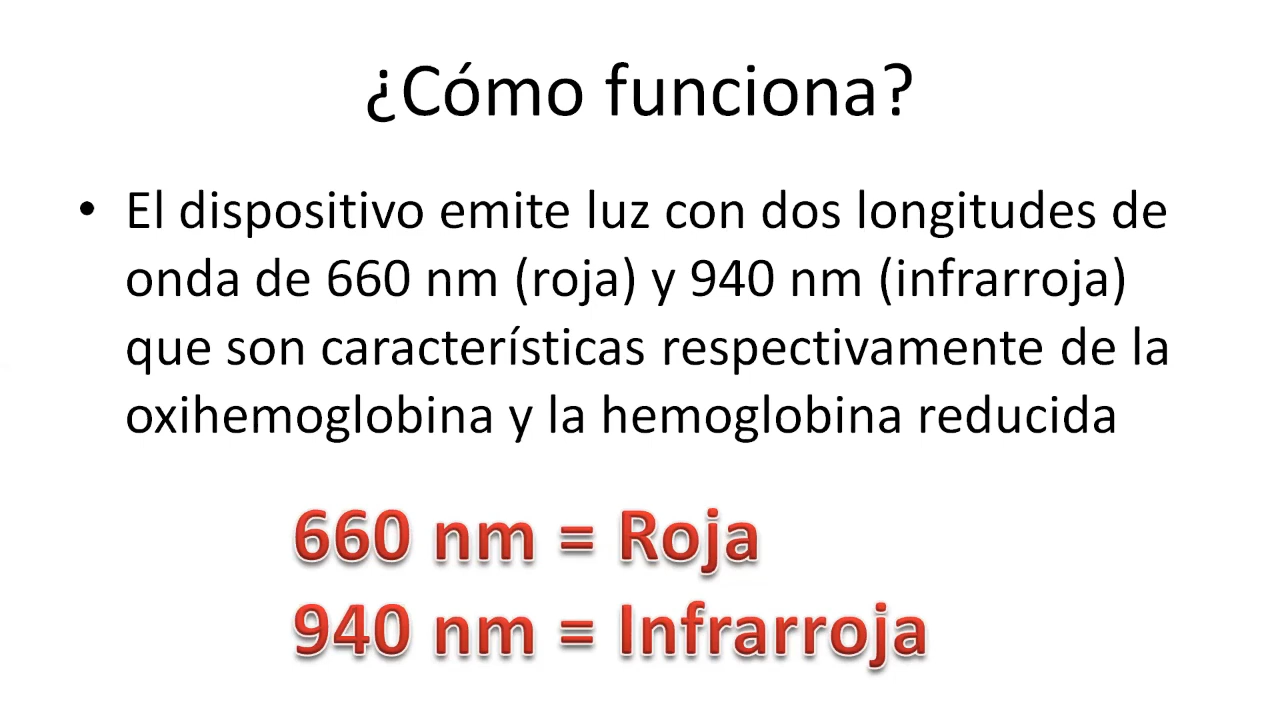 ¿Cómo funciona?
• El dispositivo emite luz con dos longitudes de
onda de 660 nm (roja) y 940 nm (infrarroja)
que son características respectivamente de la
oxihemoglobina y la hemoglobina reducida
660 nm = Roja
940 nm = Infrarroja